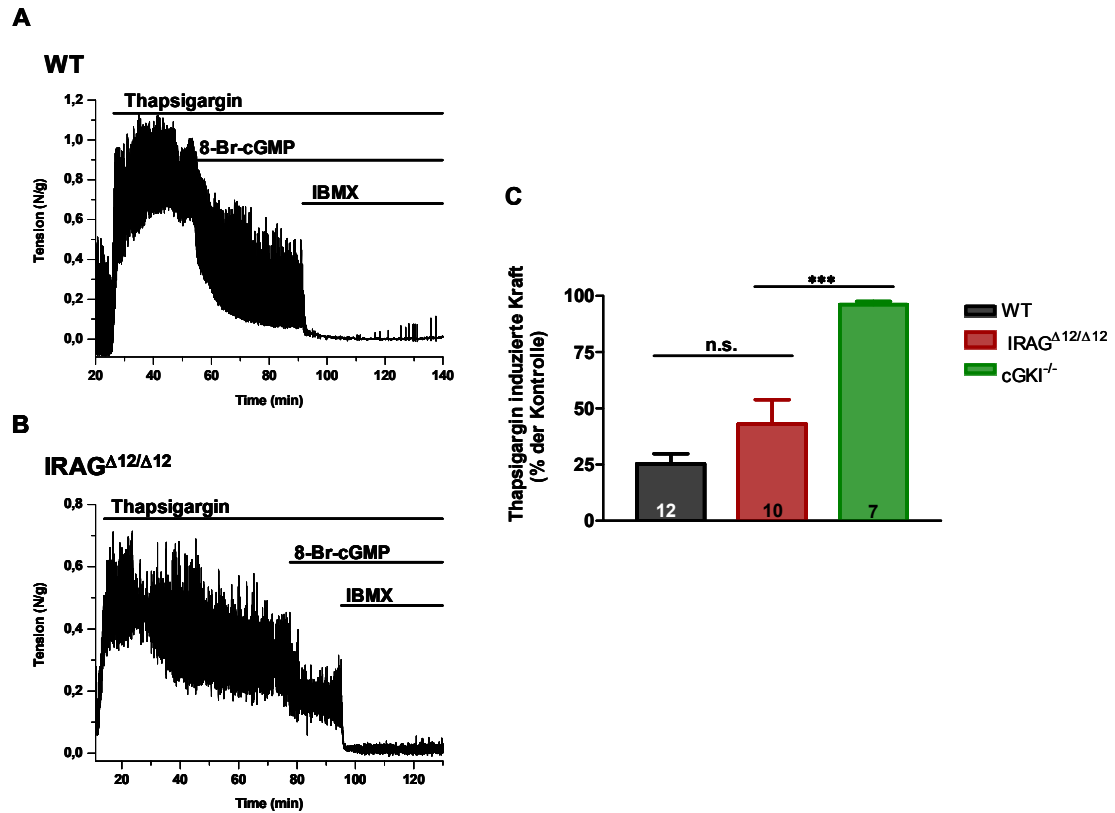 A
WT
Thapsigargin
8-Br-cGMP
IBMX
Tension (N/g)
1,2
1,0
0,8
0,6
0,4
0,2
0,0
20 40 60 80 100 120 140
Time (min)
B
IRAGΔ12/Δ12
Thapsigargin
8-Br-cGMP
IBMX
Tension (N/g)
0,8
0,6
0,4
0,2
0,0
20 40 60 80 100 120
Time (min)
C
Thapsigargin induzierte Kraft
(% der Kontrolle)
100
75
50
25
0
n.s.
***
12 10 7
WT
IRAGΔ12/Δ12
cGKI-/-